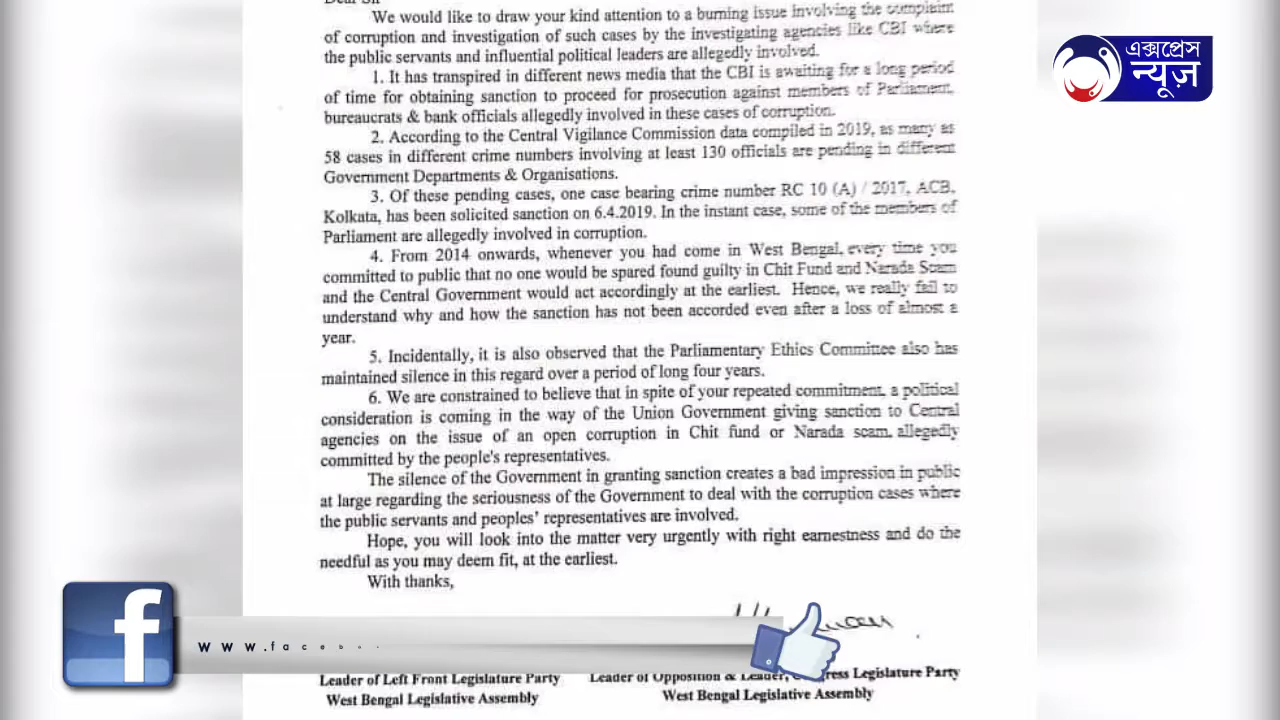 Dear Sir
We would like to draw your kind attention to a burning issue involving the complaint
of corruption and investigation of such cases by the investigating agencies like CBI where
the public servants and influential political leaders are allegedly involved.
1. It has transpired in different news media that the CBI is awaiting for a long period
of time for obtaining sanction to proceed for prosecution against members of Parliament,
bureaucrats & bank officials allegedly involved in these cases of corruption.
2. According to the Central Vigilance Commission data compiled in 2019, as many as
58 cases in different crime numbers involving at least 130 officials are pending in different
Government Departments & Organisations.
3. Of these pending cases, one case bearing crime number RC 10 (A) / 2017, ACB,
Kolkata, has been solicited sanction on 6.4.2019. In the instant case, some of the members of
Parliament are allegedly involved in corruption.
4. From 2014 onwards, whenever you had come in West Bengal, every time you
committed to public that no one would be spared found guilty in Chit Fund and Narada Scam
and the Central Government would act accordingly at the earliest. Hence, we really fail to
understand why and how the sanction has not been accorded even after a loss of almost a
year.
5. Incidentally, it is also observed that the Parliamentary Ethics Committee also has
maintained silence in this regard over a period of long four years.
6. We are constrained to believe that in spite of your repeated commitment, a political
consideration is coming in the way of the Union Government giving sanction to Central
agencies on the issue of an open corruption in Chit fund or Narada scam, allegedly
committed by the people's representatives.
The silence of the Government in granting sanction creates a bad impression in public
at large regarding the seriousness of the Government to deal with the corruption cases where
the public servants and peoples' representatives are involved.
Hope, you will look into the matter very urgently with right earnestness and do the
needful as you may deem fit, at the earliest.
With thanks,
Leader of Left Front Legislature Party
West Bengal Legislative Assembly
Leader of Opposition & Leader, Legislature Party
West Bengal Legislative Assembly
एक्सप्रेस
न्यूज़
f
www.facebo